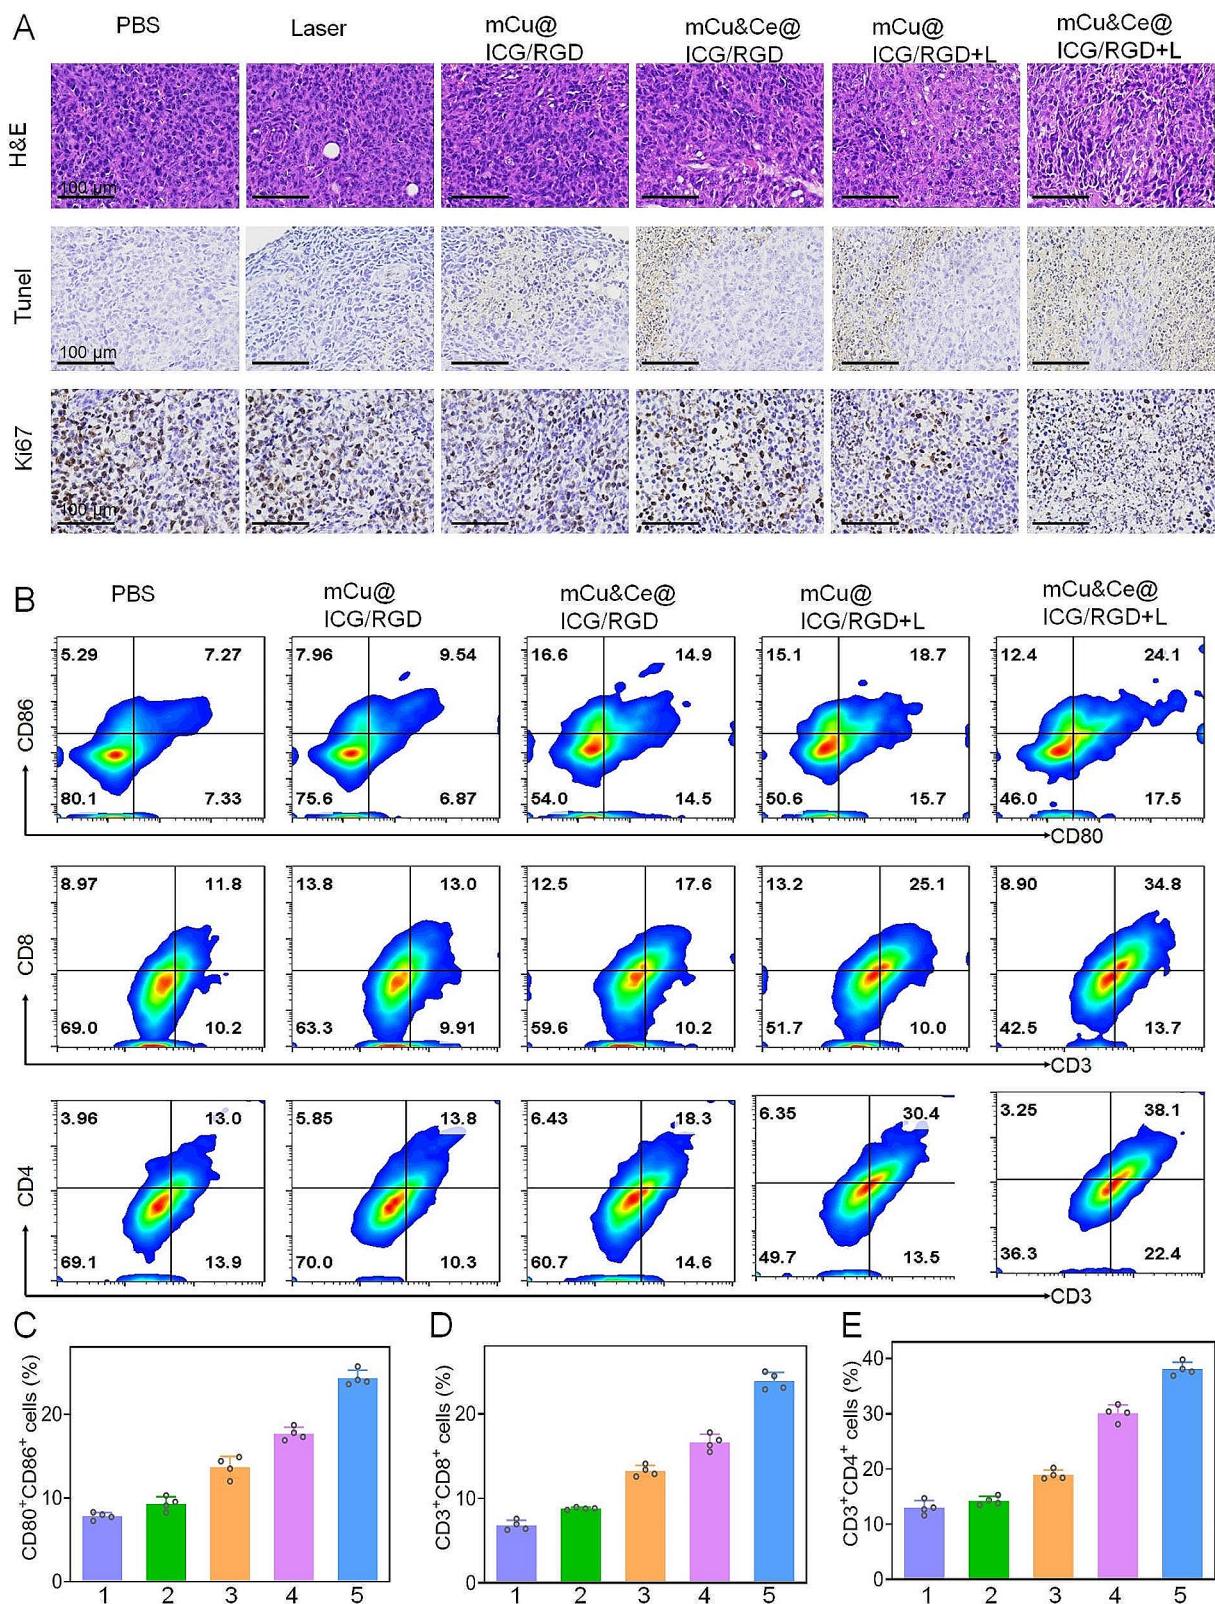 A
PBS
Laser
mCu@
ICG/RGD
mCu&Ce@
ICG/RGD
mCu@
ICG/RGD+L
mCu&Ce@
ICG/RGD+L
H&E
100 μm
Tunel
100 μm
Ki67
100 μm
B
PBS
mCu@
ICG/RGD
mCu&Ce@
ICG/RGD
mCu@
ICG/RGD+L
mCu&Ce@
ICG/RGD+L
CD86
5.29 7.27
80.1 7.33
7.96 9.54
75.6 6.87
16.6 14.9
54.0 14.5
15.1 18.7
50.6 15.7
12.4 24.1
46.0 17.5
CD80
CD8
8.97 11.8
69.0 10.2
13.8 13.0
63.3 9.91
12.5 17.6
59.6 10.2
13.2 25.1
51.7 10.0
8.90 34.8
42.5 13.7
CD3
CD4
3.96 13.0
69.1 13.9
5.85 13.8
70.0 10.3
6.43 18.3
60.7 14.6
6.35 30.4
49.7 13.5
3.25 38.1
36.3 22.4
CD3
C
CD80⁺CD86⁺ cells (%)
20
10
0
1 2 3 4 5
D
CD3⁺CD8⁺ cells (%)
20
10
0
1 2 3 4 5
E
CD3⁺CD4⁺ cells (%)
40
30
20
10
0
1 2 3 4 5